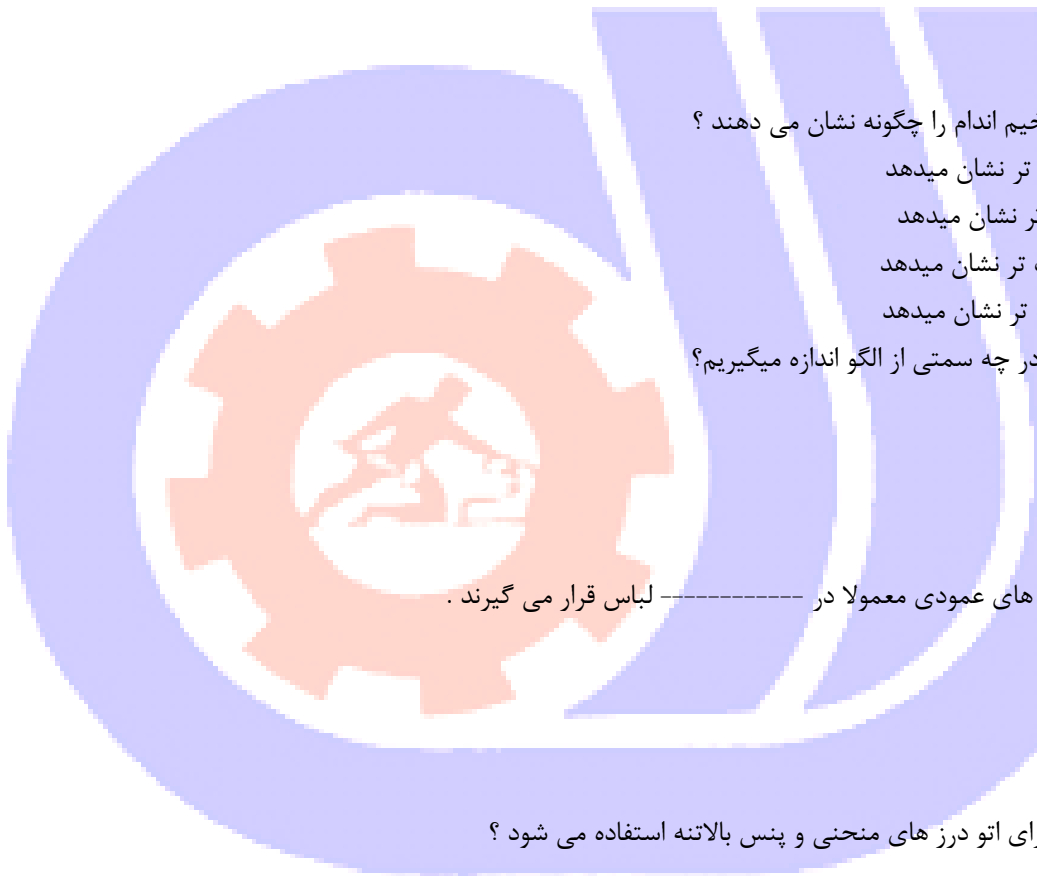 اندام را چگونه نشان می دهند ؟
تر نشان میدهد
نشان میدهد
تر نشان میدهد
تر نشان میدهد
در چه سمتی از الگو اندازه میگیریم؟
های عمودی معمولا در ------------ لباس قرار می گیرند .
اتو درز های منحنی و پنس بالاتنه استفاده می شود ؟